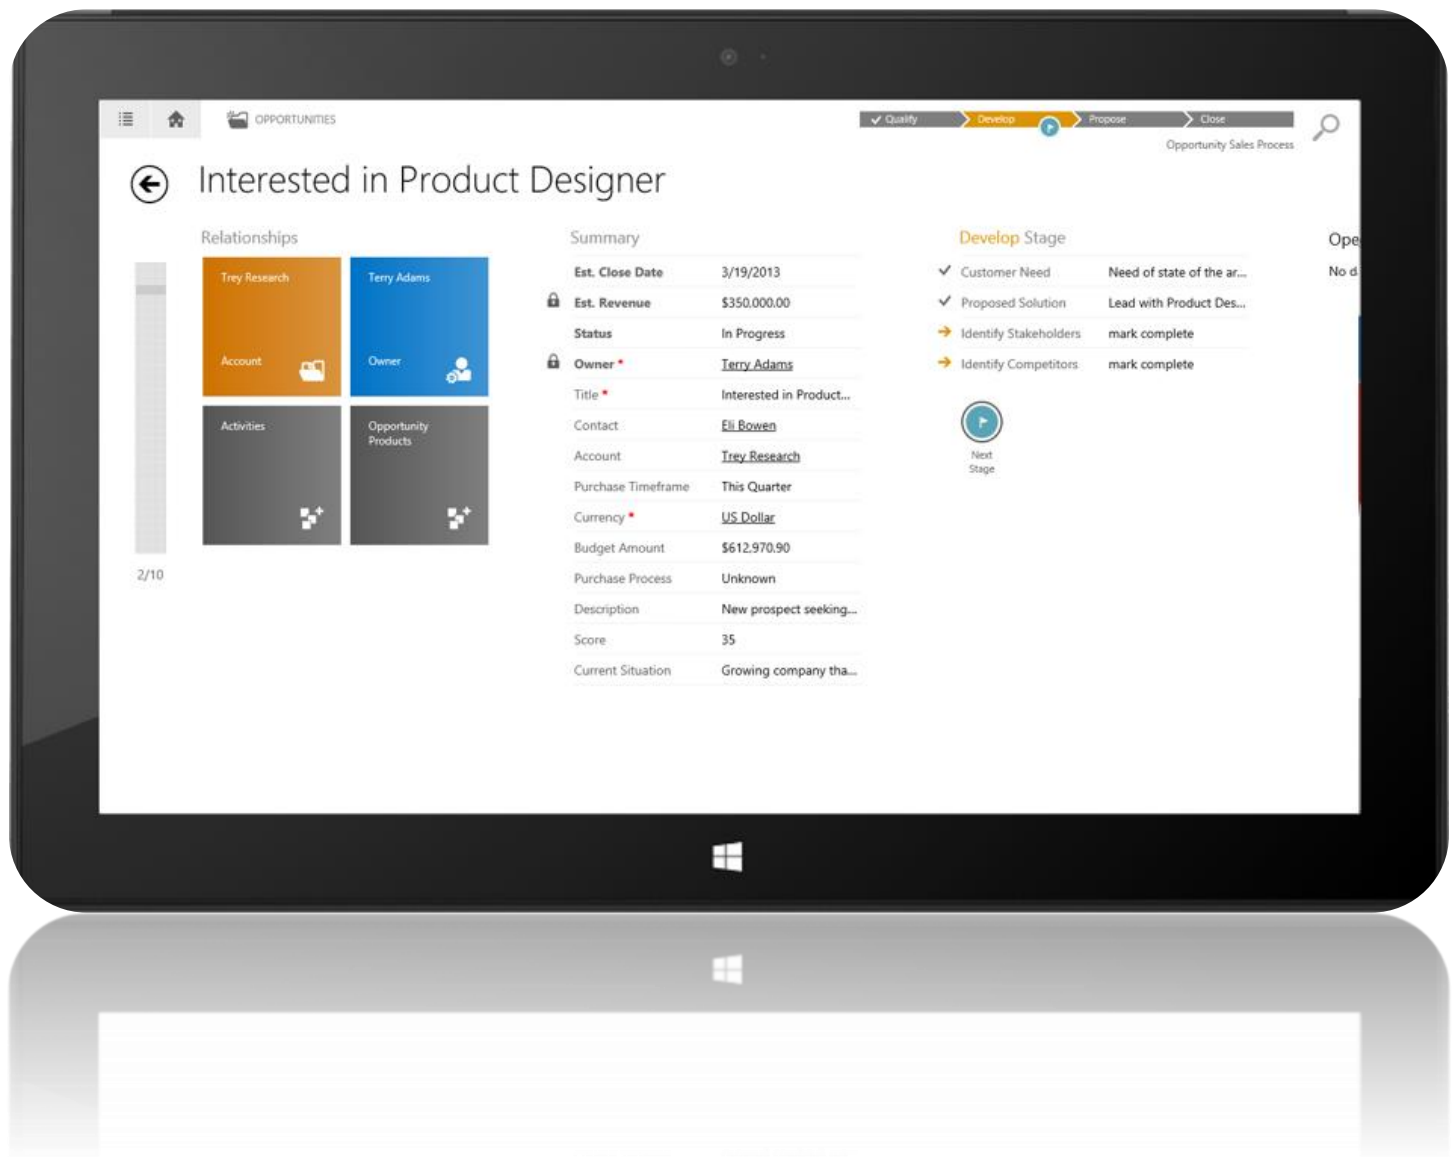 OPPORTUNITIES
Qualify Develop Propose Close
Opportunity Sales Process
Interested in Product Designer
Relationships
Trey Research
Account
Terry Adams
Owner
Activities
Opportunity
Products
2/10
Summary
Est. Close Date 3/19/2013
Est. Revenue $350,000.00
Status In Progress
Owner * Terry Adams
Title * Interested in Product...
Contact Eli Bowen
Account Trey Research
Purchase Timeframe This Quarter
Currency * US Dollar
Budget Amount $612,970.90
Purchase Process Unknown
Description New prospect seeking...
Score 35
Current Situation Growing company tha...
Develop Stage
Customer Need Need of state of the ar...
Proposed Solution Lead with Product Des...
Identify Stakeholders mark complete
Identify Competitors mark complete
Next
Stage
Ope
No d